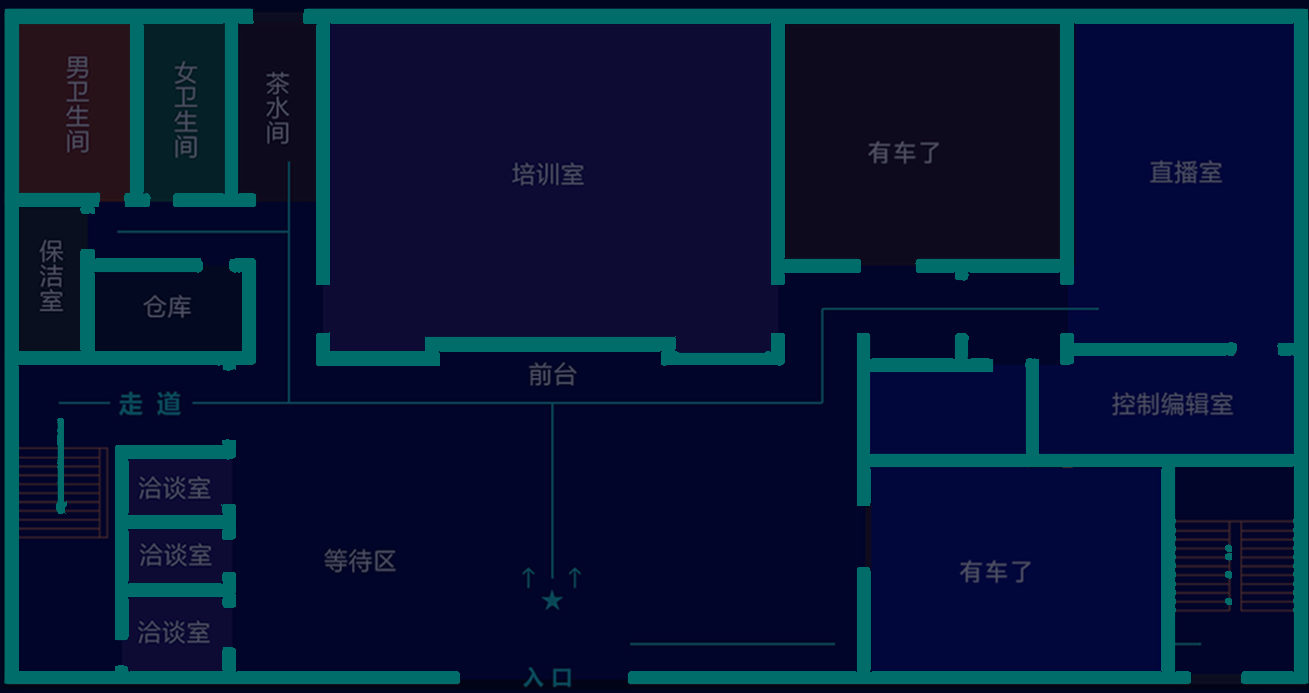 男卫生间
女卫生间
茶水间
培训室
有车了
直播室
保洁室
仓库
前台
走道
控制编辑室
洽谈室
洽谈室
等待区
有车了
洽谈室
入口